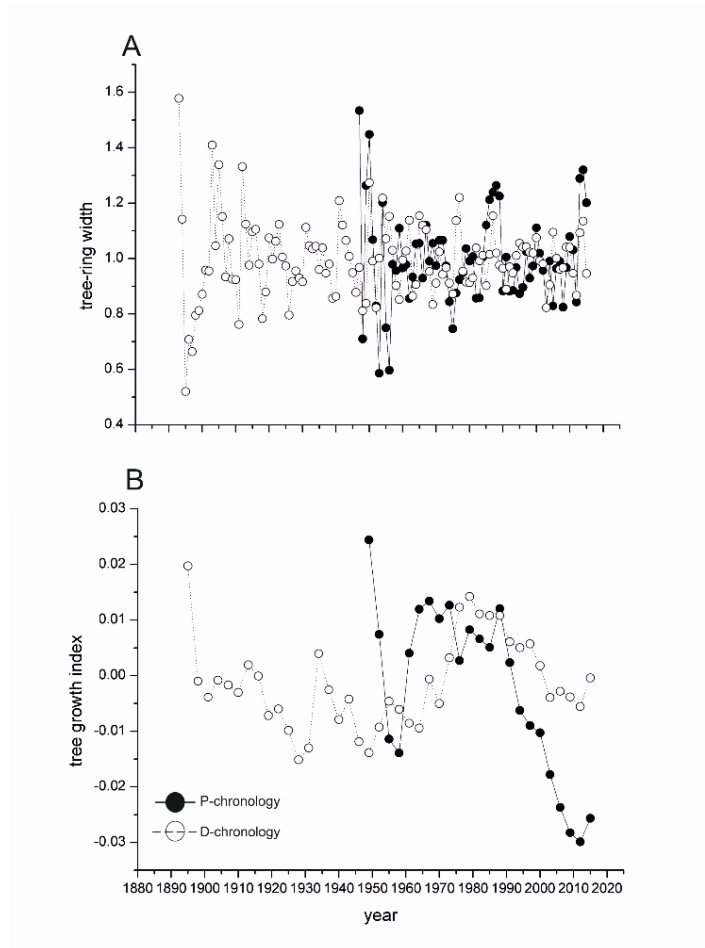 A
1.6
1.4
1.2
1.0
0.8
0.6
0.4
tree-ring width
B
0.03
0.02
0.01
0.00
-0.01
-0.02
-0.03
tree growth index
P-chronology
D-chronology
1880 1890 1900 1910 1920 1930 1940 1950 1960 1970 1980 1990 2000 2010 2020
year